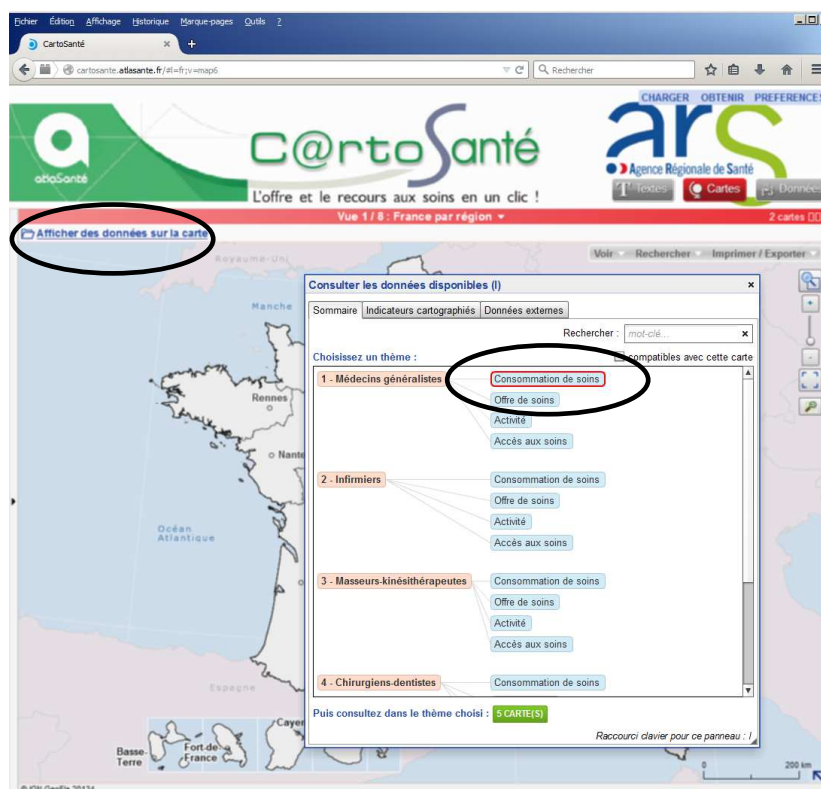 Fichier Édition Affichage Historique Marque-pages Outils ?
CartoSanté × +
cartosante.atlasante.fr/#l=fr;v=map6
Rechercher
CHARGER OBTENIR PREFERENCES
atlaSanté
C@rtoSanté
ars
Agence Régionale de Santé
L'offre et le recours aux soins en un clic !
T Textes Cartes Données
Vue 1 / 8 : France par région
2 cartes
Afficher des données sur la carte
Voir Rechercher Imprimer / Exporter
Royaume-Uni
Manche
Rennes
Nante
Océan
Atlantique
Espagne
Consulter les données disponibles (I) ×
Sommaire Indicateurs cartographiés Données externes
Rechercher : mot-clé... ×
Choisissez un thème : compatibles avec cette carte
1 - Médecins généralistes Consommation de soins
Offre de soins
Activité
Accès aux soins
2 - Infirmiers Consommation de soins
Offre de soins
Activité
Accès aux soins
3 - Masseurs-kinésithérapeutes Consommation de soins
Offre de soins
Activité
Accès aux soins
4 - Chirurgiens-dentistes Consommation de soins
Puis consultez dans le thème choisi : 5 CARTE(S)
Raccourci clavier pour ce panneau : I
Basse-
Terre
Fort-de-
France
Cayer
0 200 km